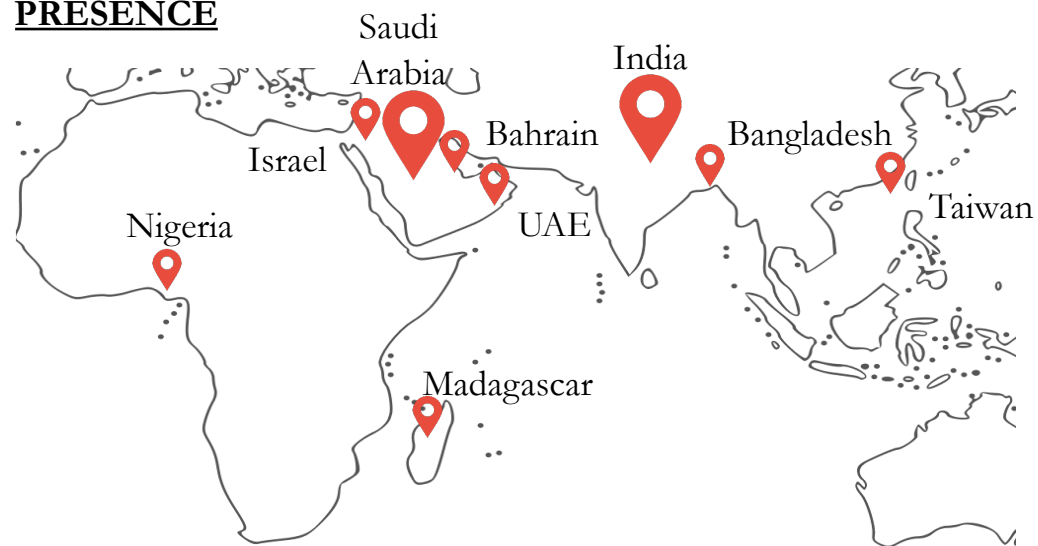 PRESENCE
Saudi
Arabia
India
Israel
Bahrain
Bangladesh
UAE
Taiwan
Nigeria
Madagascar